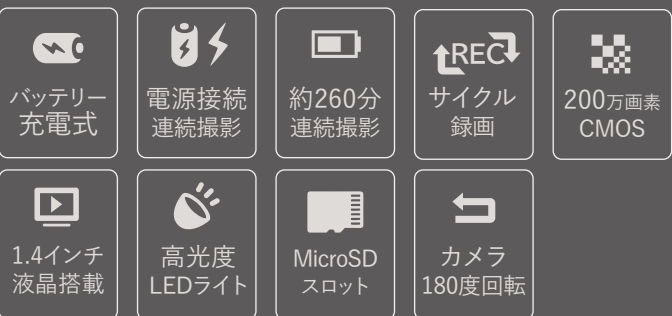 バッテリー
充電式
電源接続
連続撮影
約260分
連続撮影
REC
サイクル
録画
200万画素
CMOS
1.4インチ
液晶搭載
高光度
LEDライト
MicroSD
スロット
カメラ
180度回転